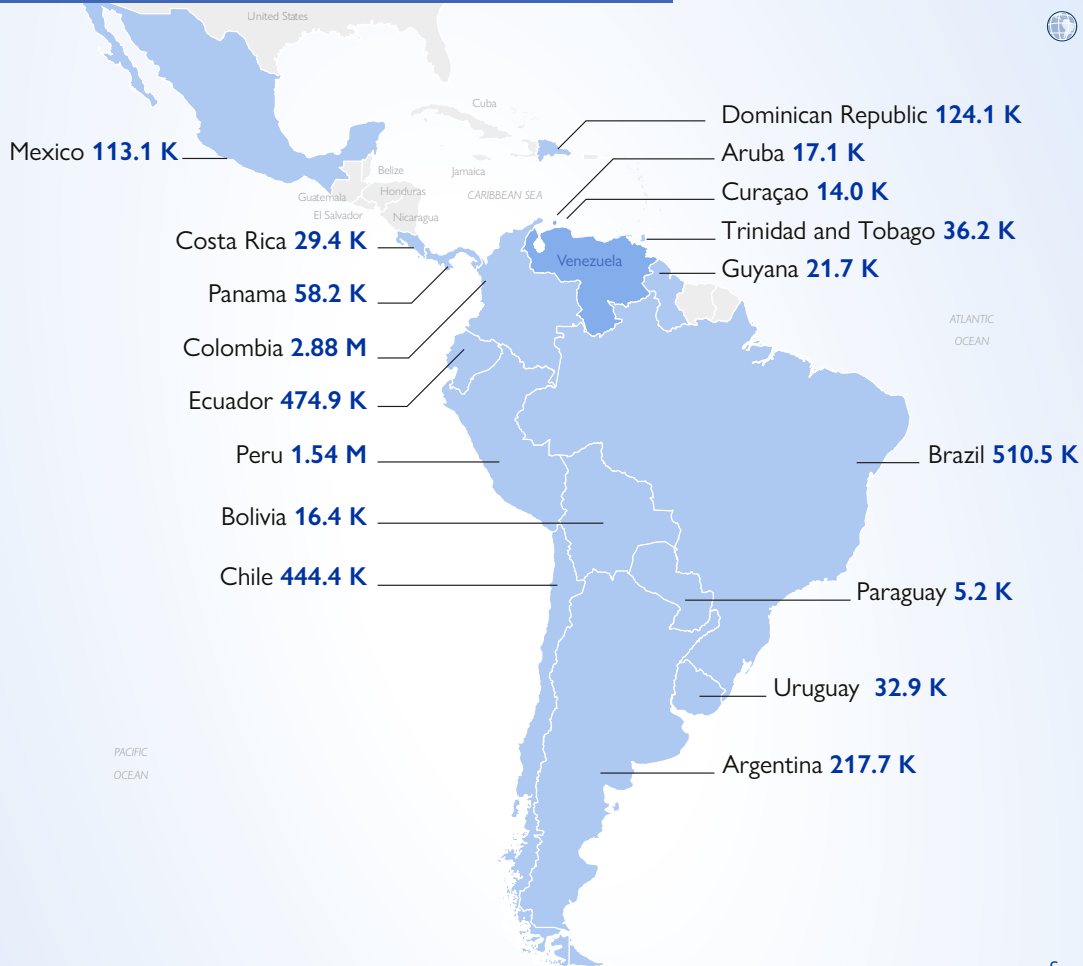 United States
Cuba
Dominican Republic 124.1 K
Mexico 113.1 K
Aruba 17.1 K
Belize
Jamaica
Curaçao 14.0 K
Honduras
CARIBBEAN SEA
Guatemala
El Salvador
Nicaragua
Trinidad and Tobago 36.2 K
Costa Rica 29.4 K
Venezuela
Guyana 21.7 K
Panama 58.2 K
ATLANTIC
OCEAN
Colombia 2.88 M
Ecuador 474.9 K
Peru 1.54 M
Brazil 510.5 K
Bolivia 16.4 K
Chile 444.4 K
Paraguay 5.2 K
Uruguay 32.9 K
PACIFIC
OCEAN
Argentina 217.7 K